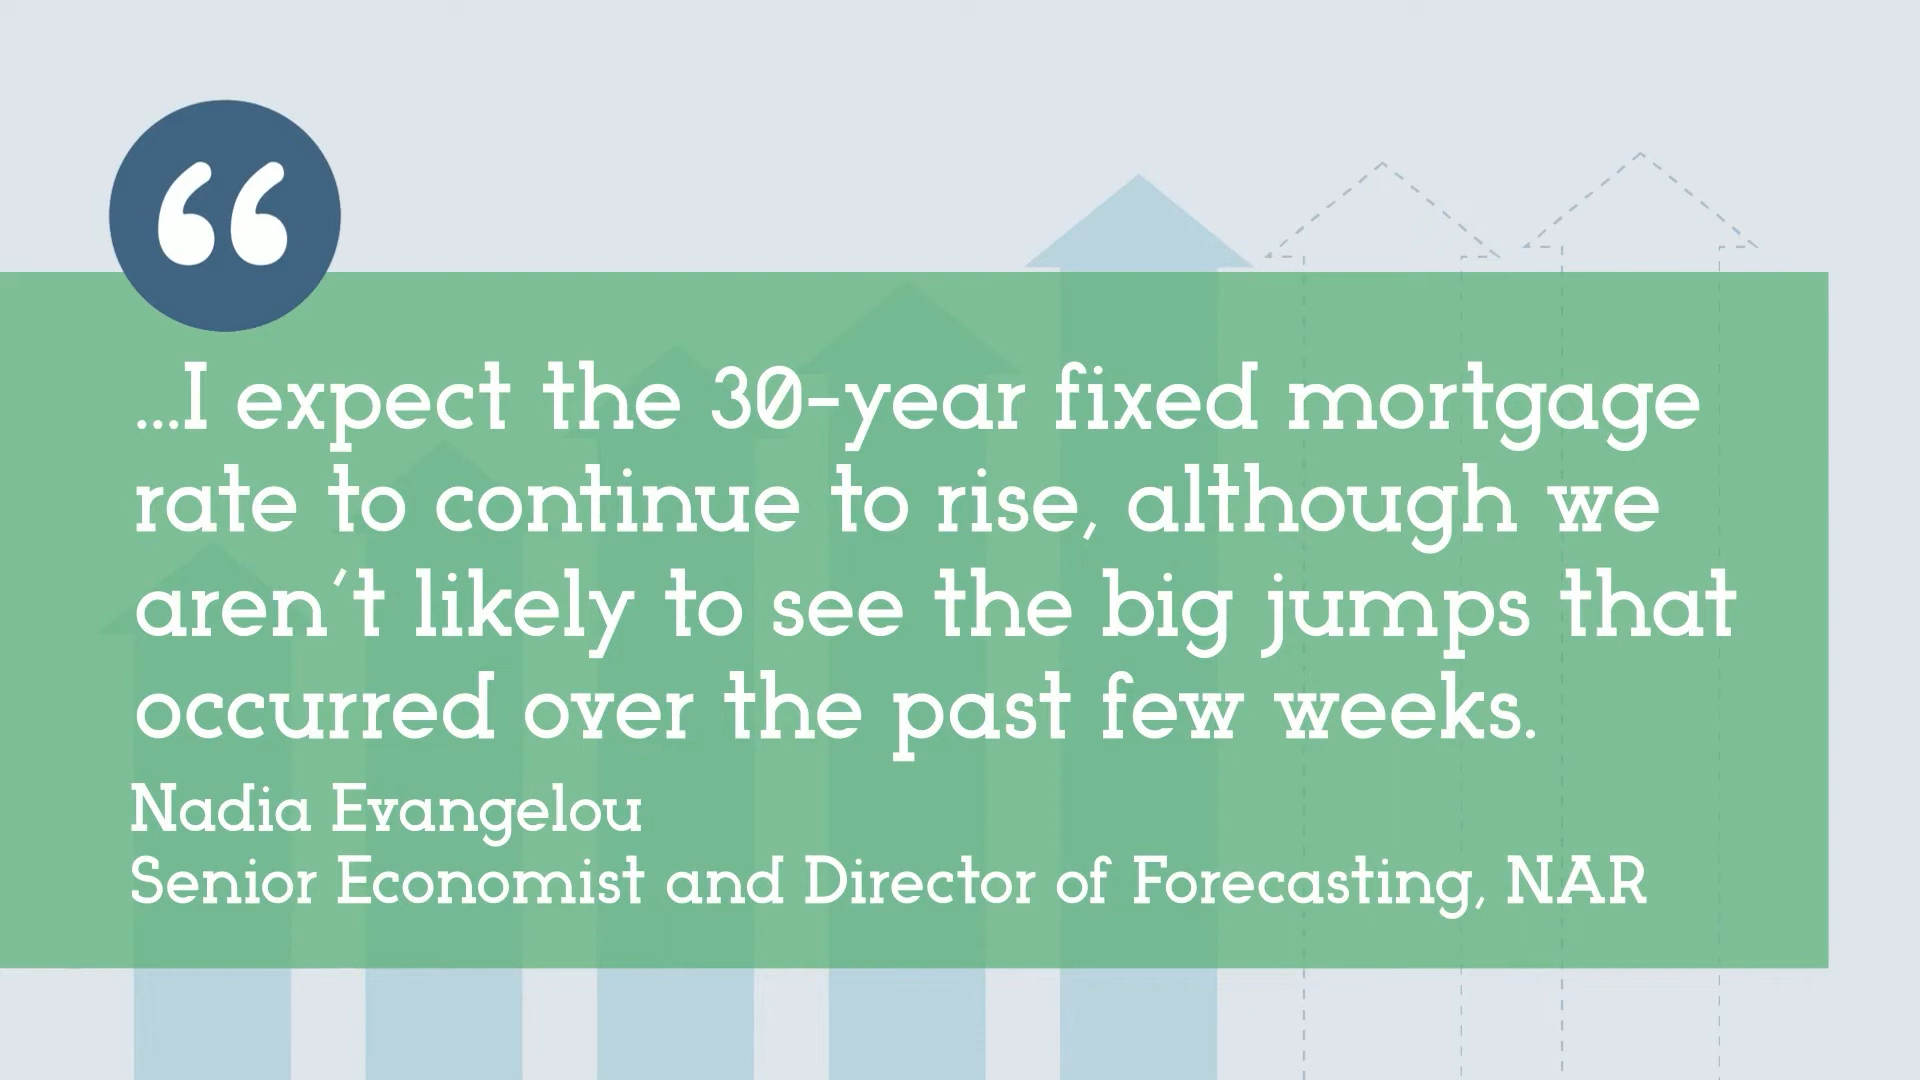 “
...I expect the 30-year fixed mortgage
rate to continue to rise, although we
aren't likely to see the big jumps that
occurred over the past few weeks.
Nadia Evangelou
Senior Economist and Director of Forecasting, NAR